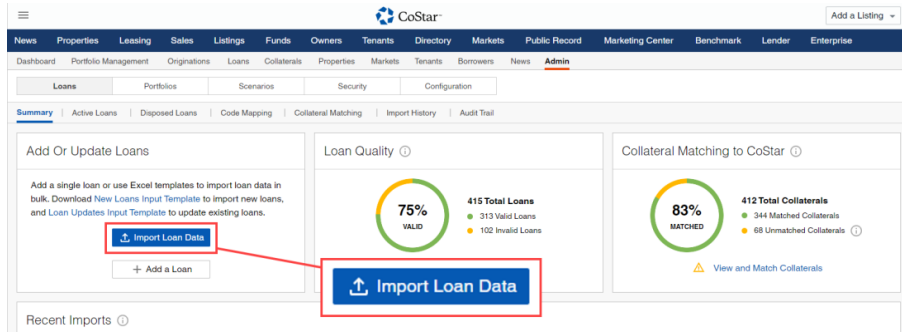 CoStar™
Add a Listing
News Properties Leasing Sales Listings Funds Owners Tenants Directory Markets Public Record Marketing Center Benchmark Lender Enterprise
Dashboard Portfolio Management Originations Loans Collaterals Properties Markets Tenants Borrowers News Admin
Loans Portfolios Scenarios Security Configuration
Summary | Active Loans | Disposed Loans | Code Mapping | Collateral Matching | Import History | Audit Trail
Add Or Update Loans
Add a single loan or use Excel templates to import loan data in
bulk. Download New Loans Input Template to import new loans,
and Loan Updates Input Template to update existing loans.
Import Loan Data
+ Add a Loan
Loan Quality
75%
VALID
415 Total Loans
313 Valid Loans
102 Invalid Loans
Import Loan Data
Collateral Matching to CoStar
83%
MATCHED
412 Total Collaterals
344 Matched Collaterals
68 Unmatched Collaterals
View and Match Collaterals
Recent Imports